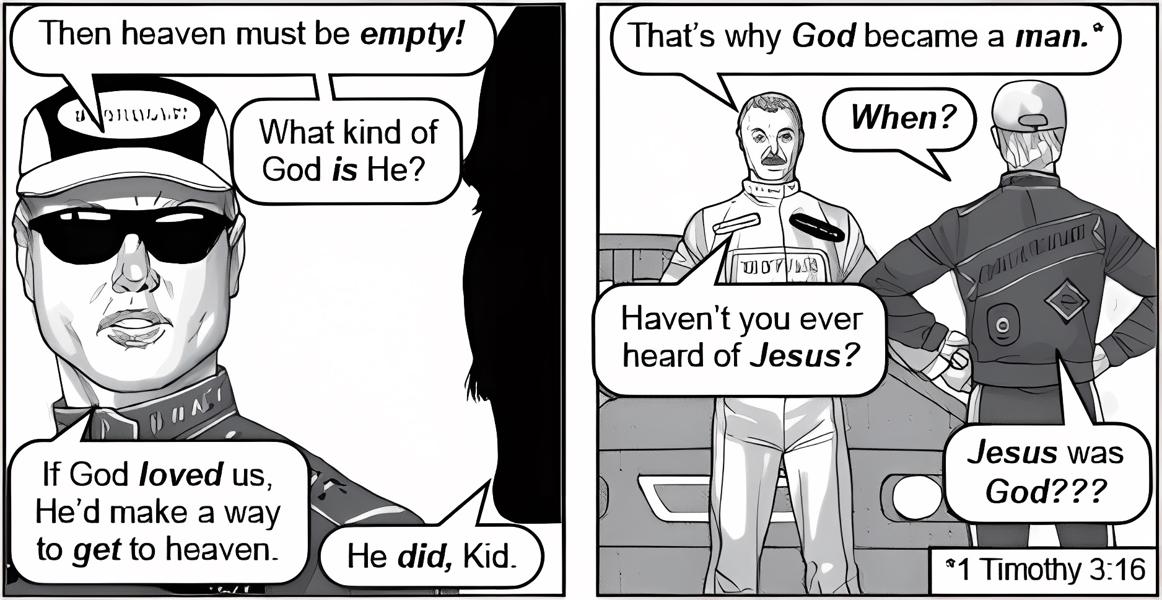 Then heaven must be empty!
What kind of
God is He?
If God loved us,
He'd make a way
to get to heaven.
He did, Kid.
That's why God became a man.*
When?
Haven't you ever
heard of Jesus?
Jesus was
God???
*1 Timothy 3:16